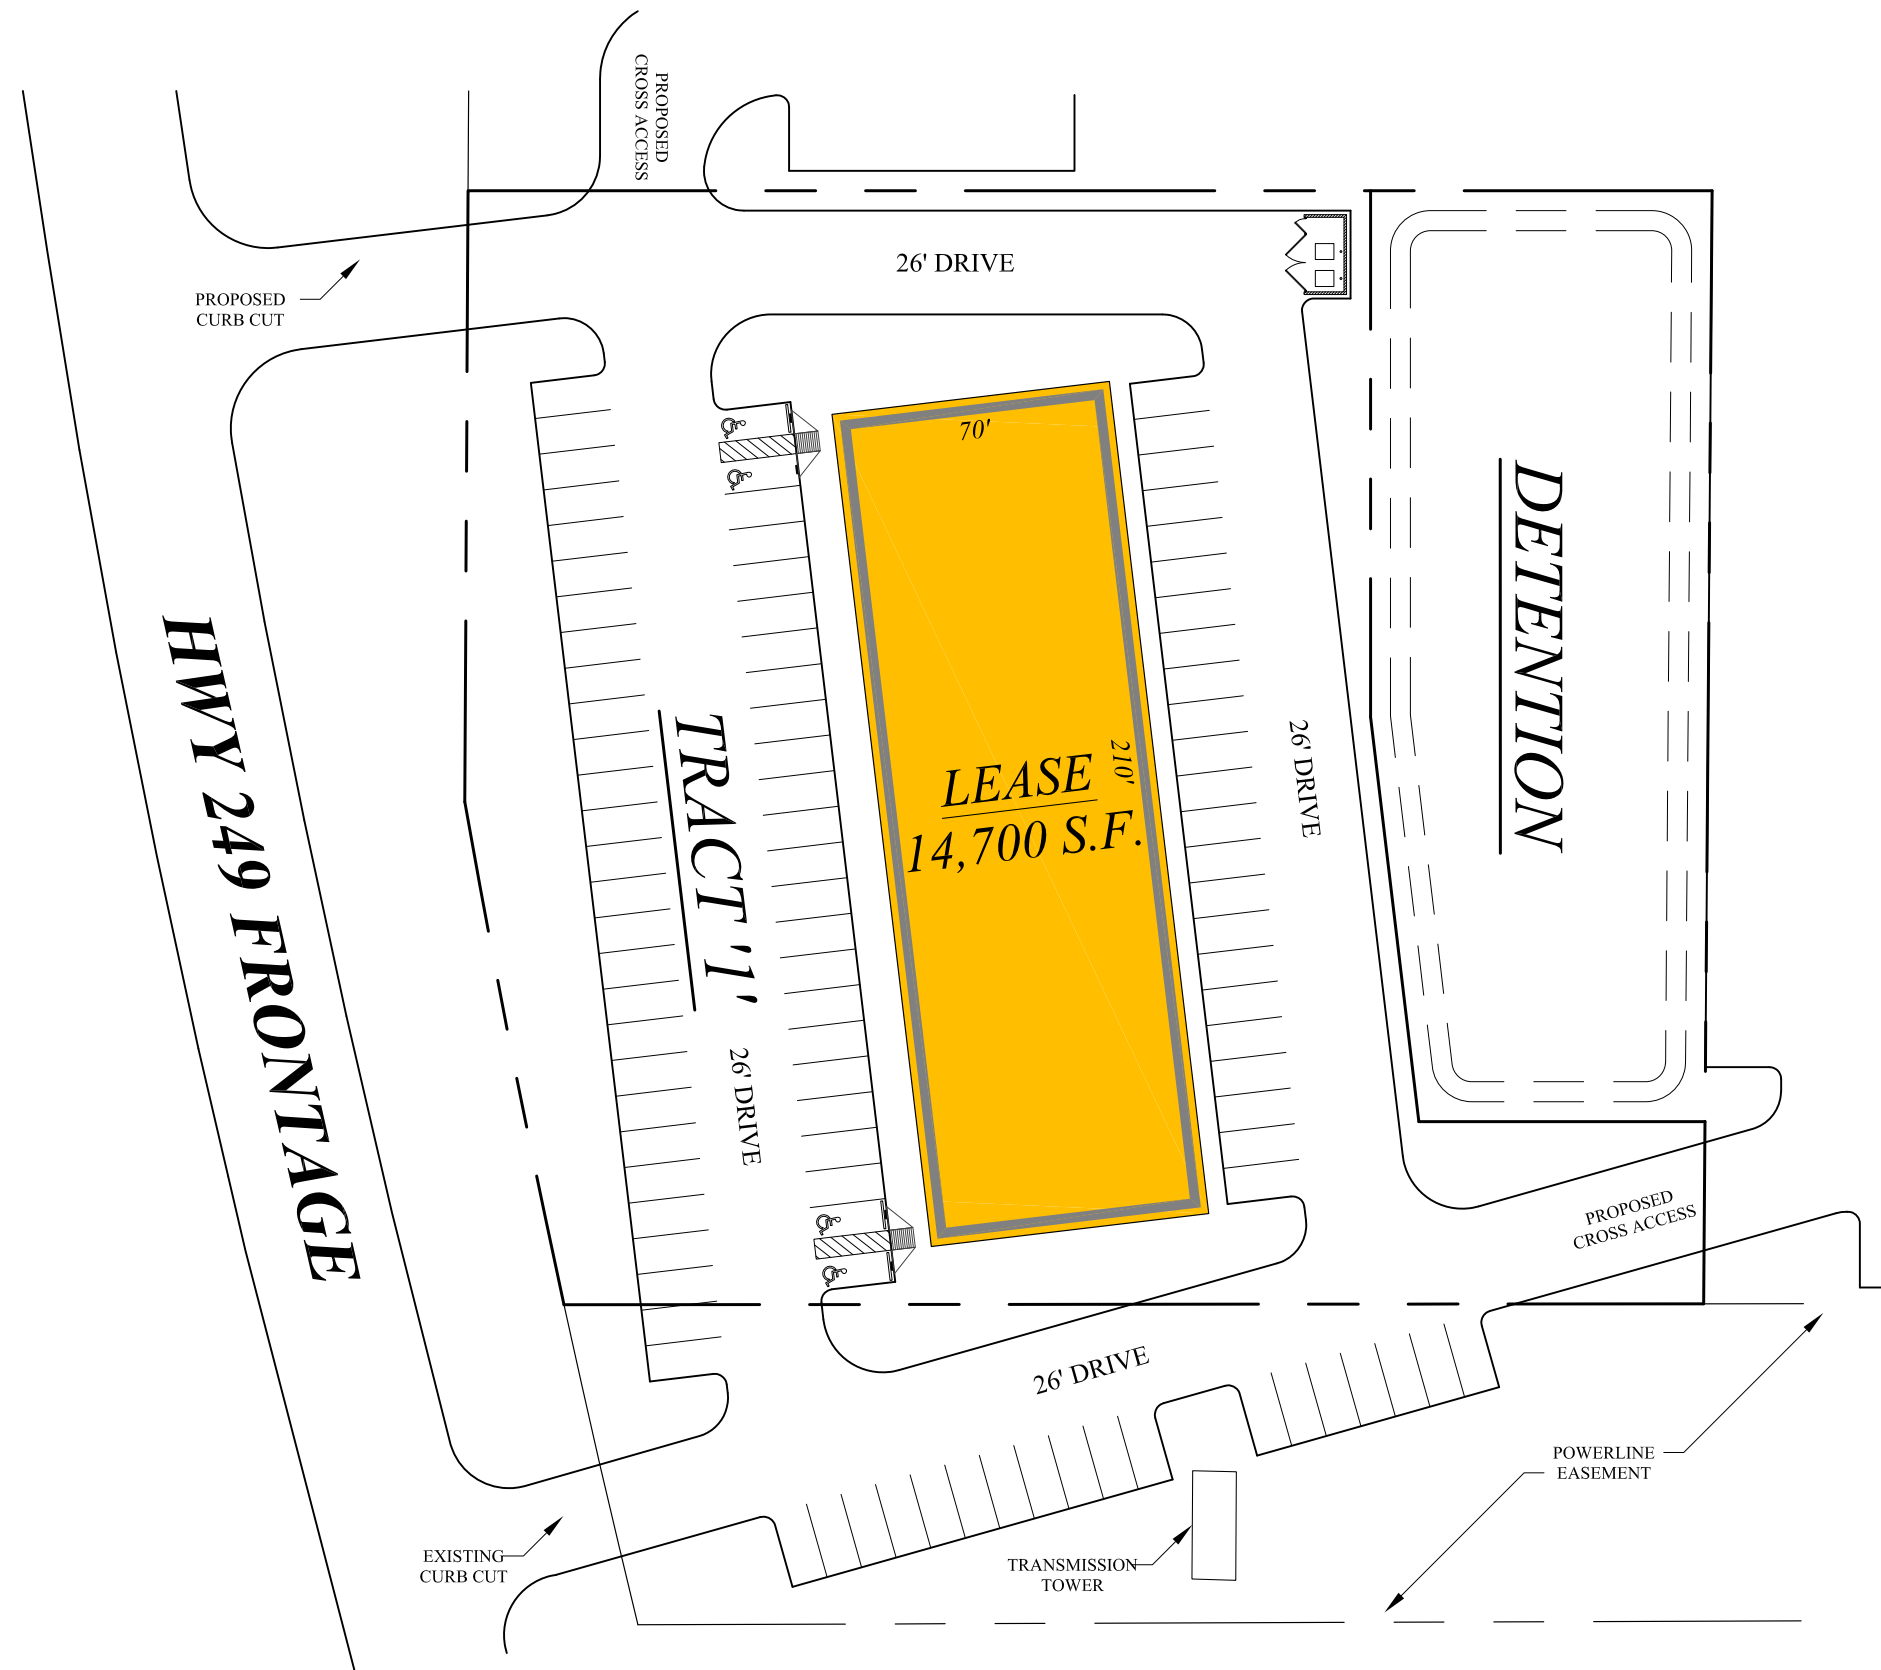 PROPOSED
CROSS ACCESS
26' DRIVE
PROPOSED
CURB CUT
70'
DETENTION
HWY 249 FRONTAGE
TRACT '1'
LEASE
14,700 S.F.
210'
26' DRIVE
26' DRIVE
PROPOSED
CROSS ACCESS
26' DRIVE
POWERLINE
EASEMENT
EXISTING
CURB CUT
TRANSMISSION
TOWER